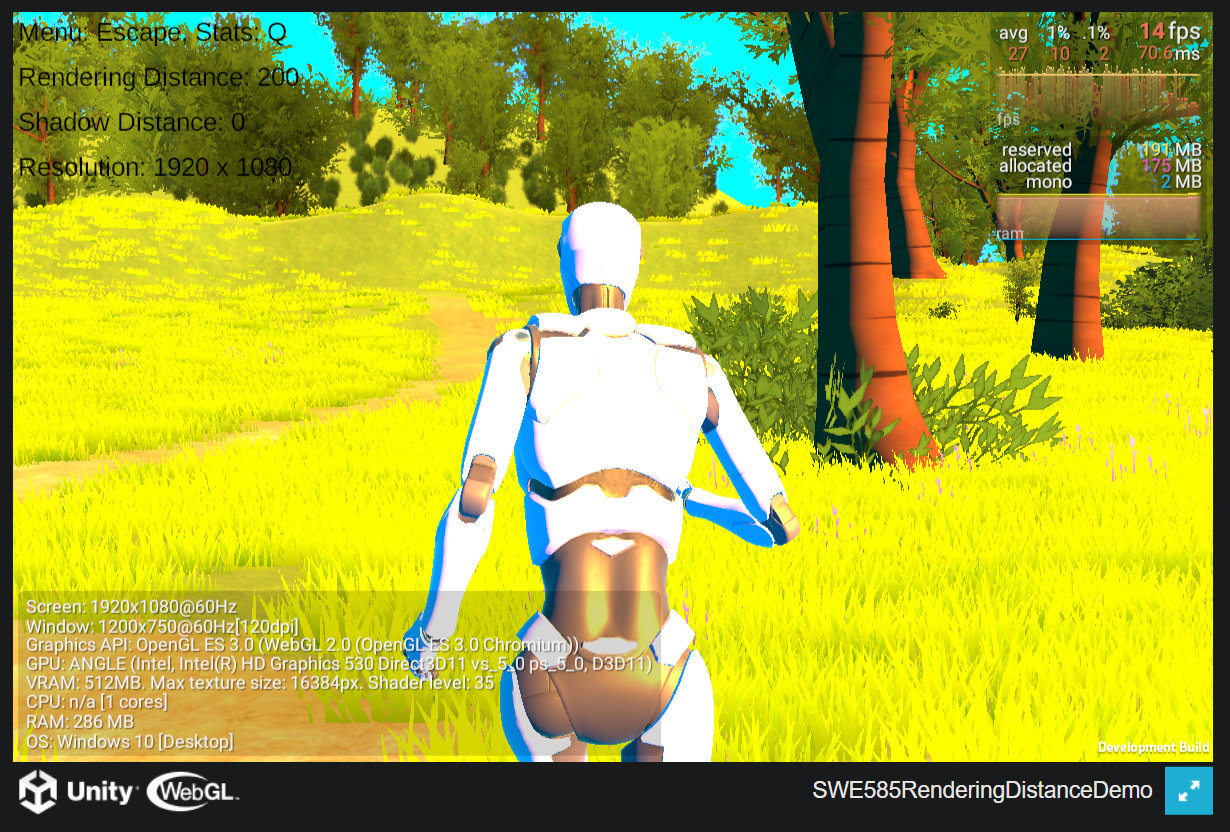 Menu: Escape, Stats: Q
Rendering Distance: 200
Shadow Distance: 0
Resolution: 1920 x 1080
avg 1% .1% 14 fps
27 10 2 70.6 ms
fps
reserved 191 MB
allocated 175 MB
mono 2 MB
ram
Screen: 1920x1080@60Hz
Window: 1200x750@60Hz[120dpi]
Graphics API: OpenGL ES 3.0 (WebGL 2.0 (OpenGL ES 3.0 Chromium))
GPU: ANGLE (Intel, Intel(R) HD Graphics 530 Direct3D11 vs_5_0 ps_5_0, D3D11)
VRAM: 512MB. Max texture size: 16384px. Shader level: 35
CPU: n/a [1 cores]
RAM: 286 MB
OS: Windows 10 [Desktop]
Development Build
Unity WebGL
SWE585RenderingDistanceDemo